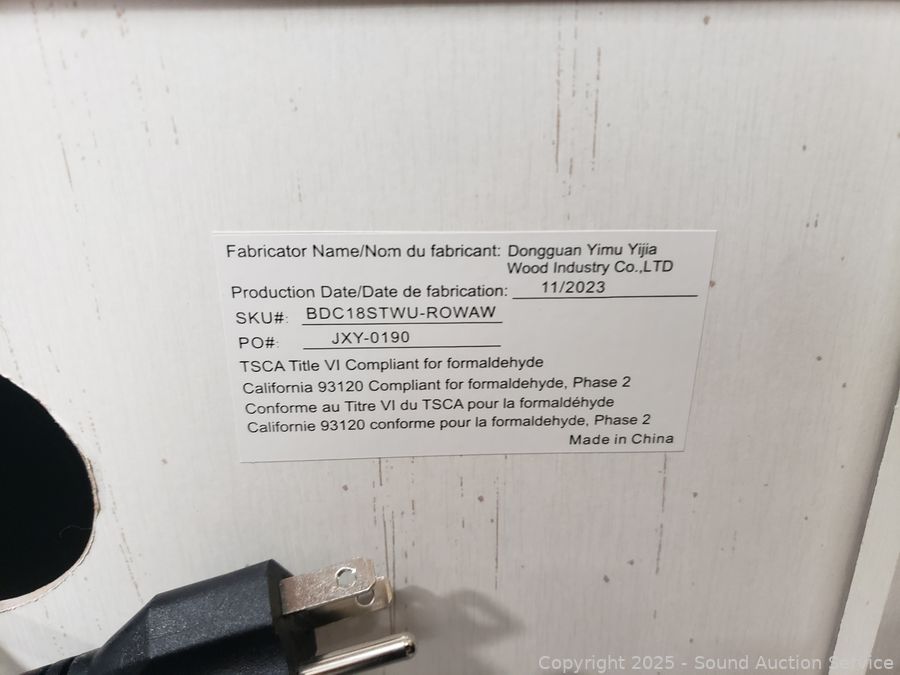 Fabricator Name/Nom du fabricant: Dongguan Yimu Yijia
Wood Industry Co.,LTD
Production Date/Date de fabrication: 11/2023
SKU#: BDC18STWU-ROWAW
PO#: JXY-0190
TSCA Title VI Compliant for formaldehyde
California 93120 Compliant for formaldehyde, Phase 2
Conforme au Titre VI du TSCA pour la formaldéhyde
Californie 93120 conforme pour la formaldehyde, Phase 2
Made in China
Copyright 2025 - Sound Auction Service